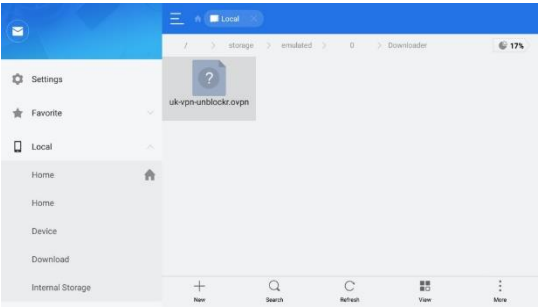 Local
/ > storage > emulated > 0 > Downloader
17%
?
uk-vpn-unblockr.ovpn
Settings
Favorite
Local
Home
Home
Device
Download
Internal Storage
New
Search
Refresh
View
More